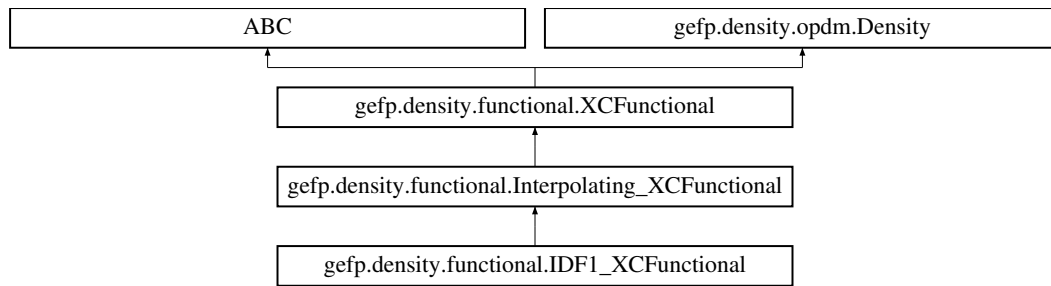 ABC
gefp.density.opdm.Density
gefp.density.functional.XCFunctional
gefp.density.functional.Interpolating_XCFunctional
gefp.density.functional.IDF1_XCFunctional